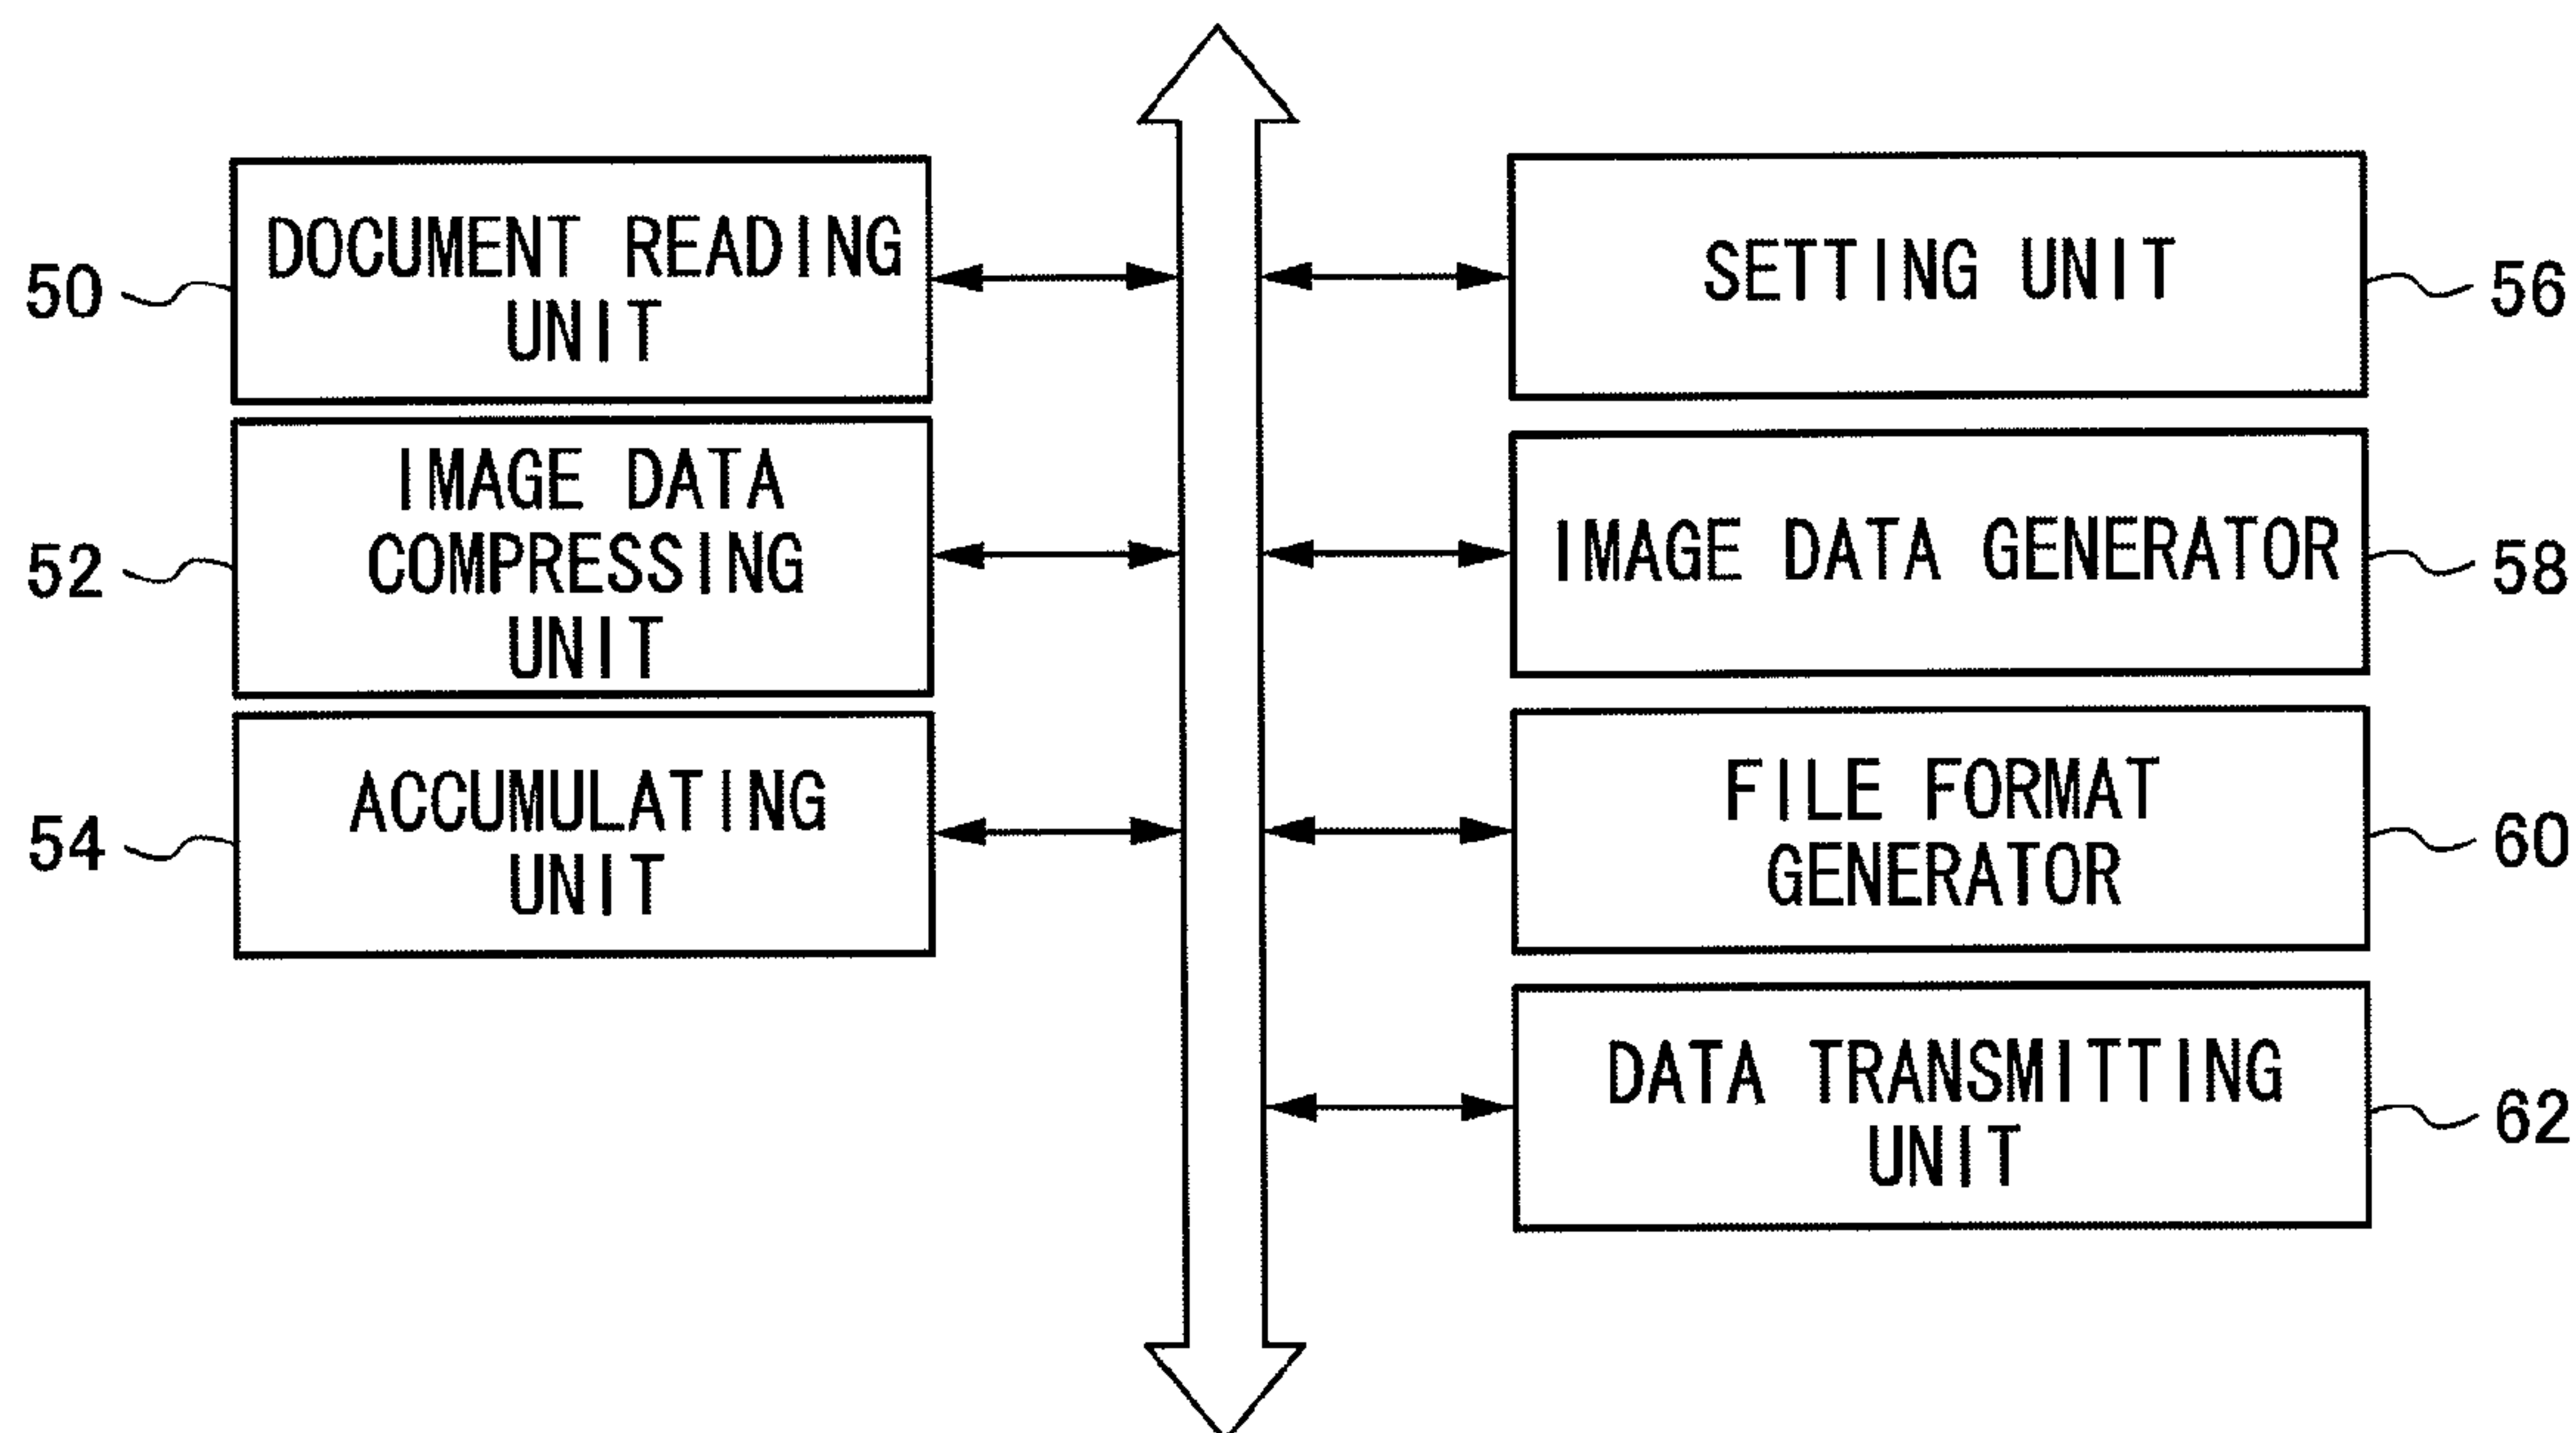 50
DOCUMENT READING
UNIT
52
IMAGE DATA
COMPRESSING
UNIT
54
ACCUMULATING
UNIT
SETTING UNIT
56
IMAGE DATA GENERATOR
58
FILE FORMAT
GENERATOR
60
DATA TRANSMITTING
UNIT
62